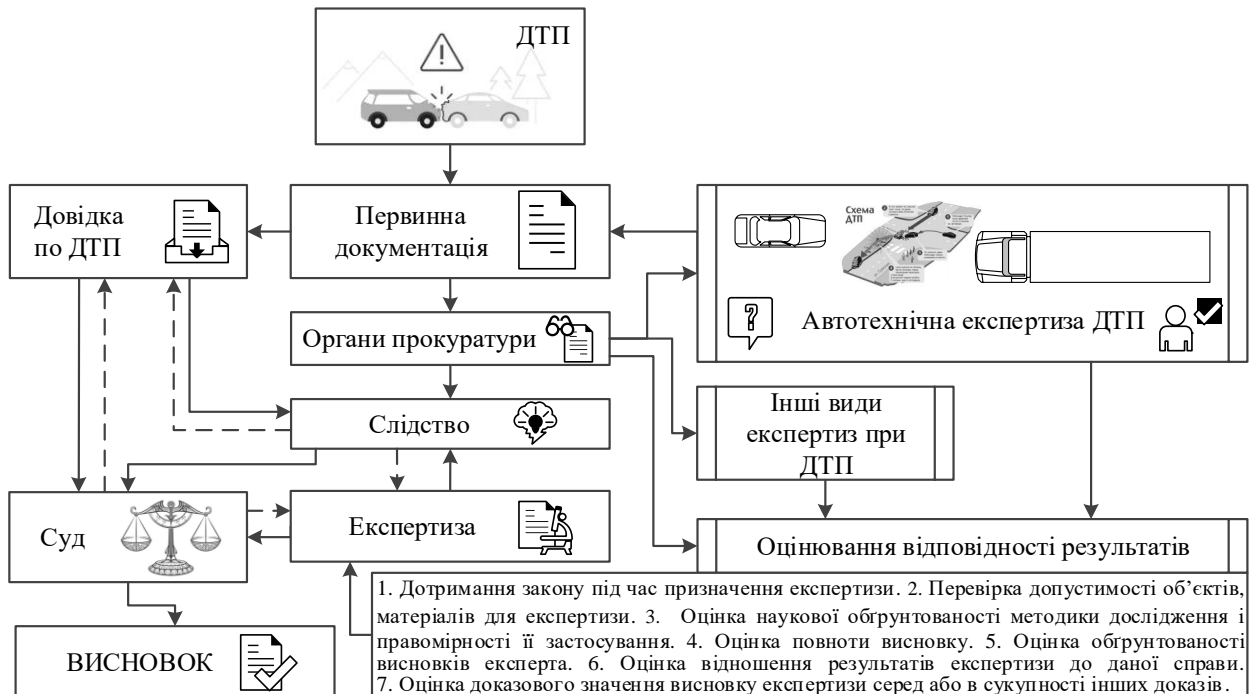 ДТП
Довідка
по ДТП
Первинна
документація
Схема
ДТП
Автотехнічна експертиза ДТП
?
Органи прокуратури
Слідство
Інші види
експертиз при
ДТП
Суд
Експертиза
Оцінювання відповідності результатів
1. Дотримання закону під час призначення експертизи. 2. Перевірка допустимості об’єктів,
матеріалів для експертизи. 3. Оцінка наукової обґрунтованості методики дослідження і
правомірності її застосування. 4. Оцінка повноти висновку. 5. Оцінка обґрунтованості
висновків експерта. 6. Оцінка відношення результатів експертизи до даної справи.
7. Оцінка доказового значення висновку експертизи серед або в сукупності інших доказів.
ВИСНОВОК